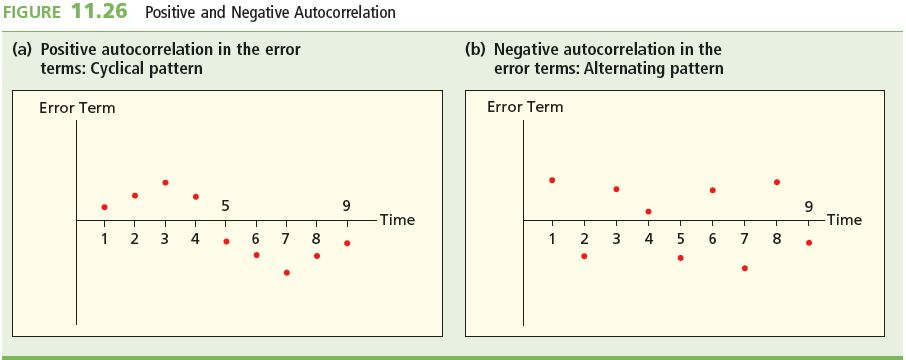 FIGURE 11.26 Positive and Negative Autocorrelation
(a) Positive autocorrelation in the error
terms: Cyclical pattern
Error Term
5 9
Time
1 2 3 4 6 7 8
(b) Negative autocorrelation in the
error terms: Alternating pattern
Error Term
9
Time
1 2 3 4 5 6 7 8